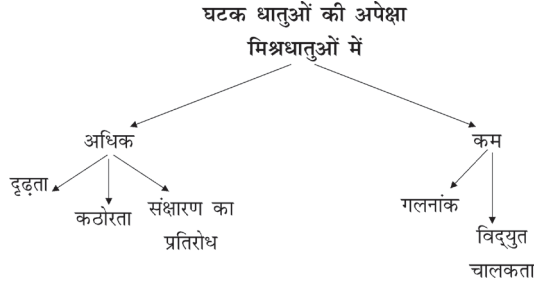 घटक धातुओं की अपेक्षा
मिश्रधातुओं में
अधिक
कम
दृढ़ता
कठोरता
संक्षारण का
प्रतिरोध
गलनांक
विद्‌युत
चालकता